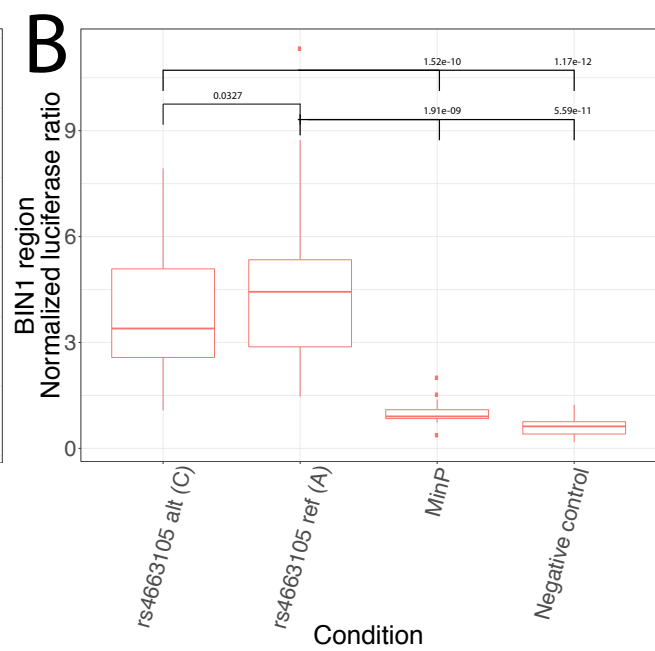 B
BIN1 region
Normalized luciferase ratio
1.52e-10
1.17e-12
0.0327
1.91e-09
5.59e-11
9
6
3
0
rs4663105 alt (C)
rs4663105 ref (A)
MinP
Negative control
Condition